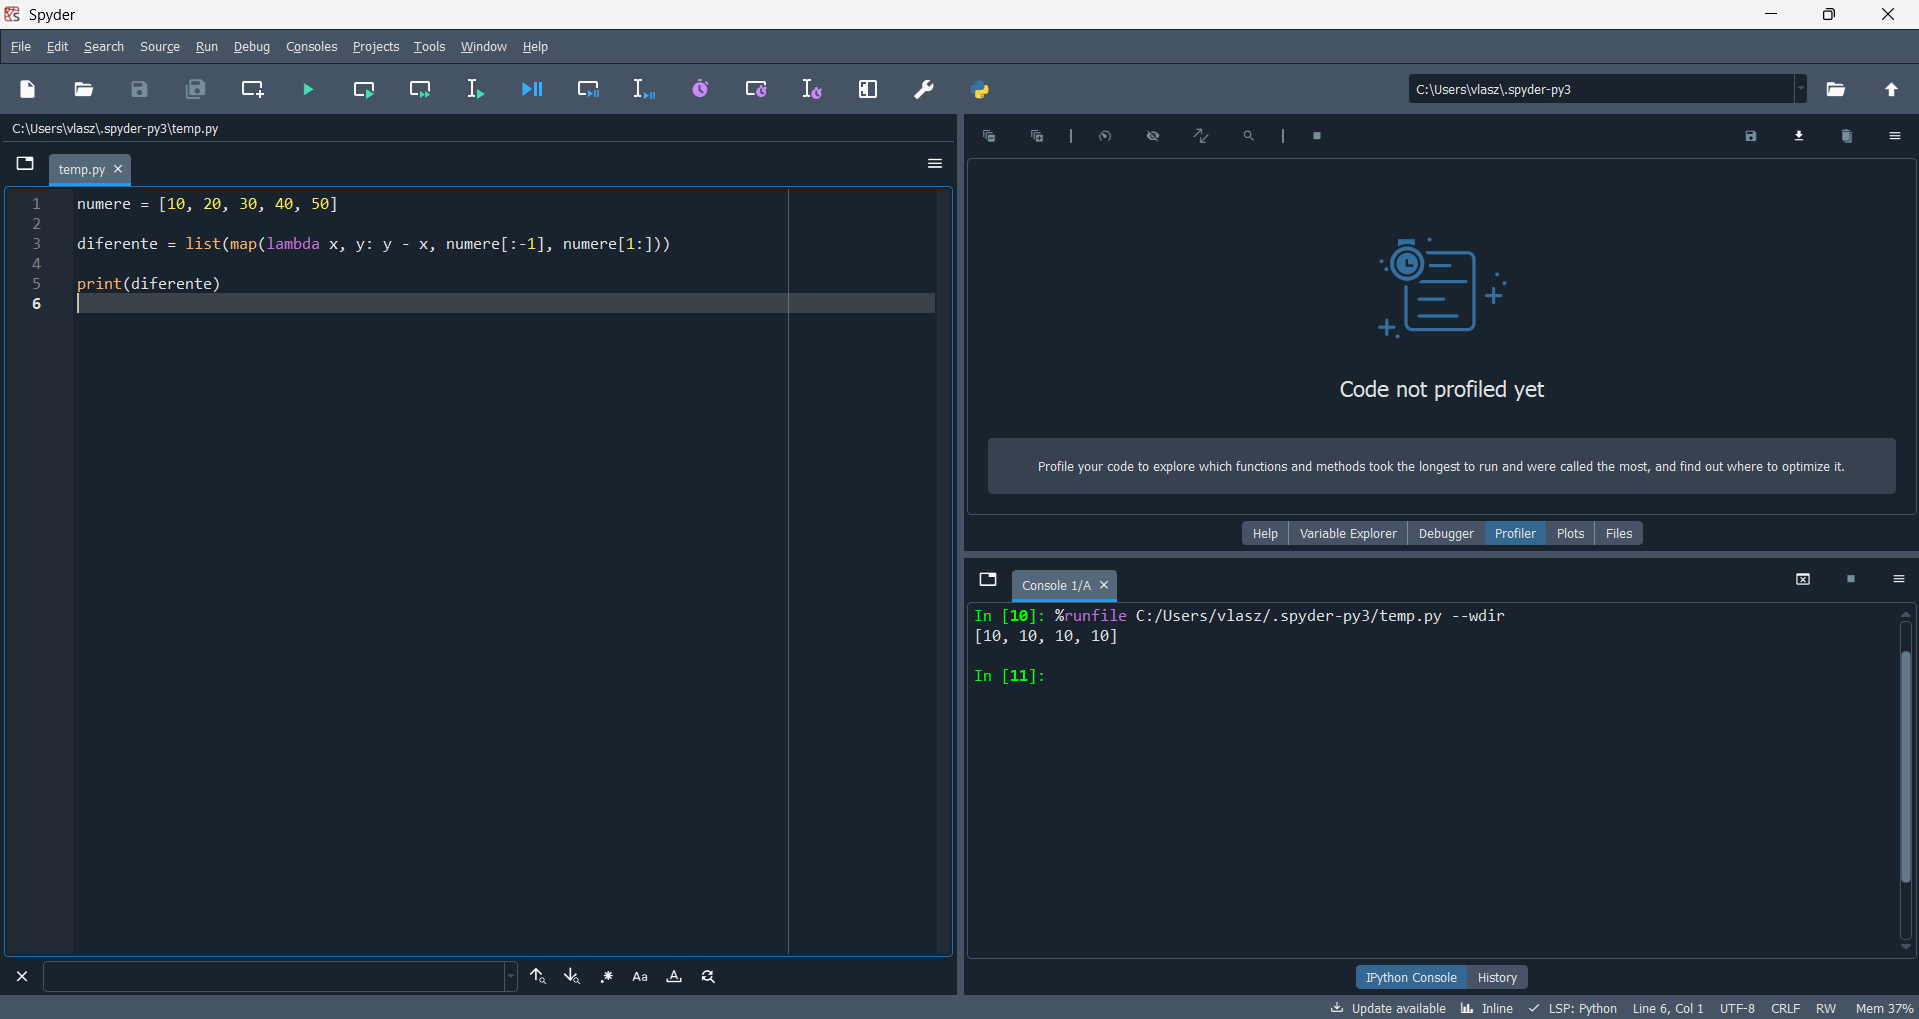 Spyder
File Edit Search Source Run Debug Consoles Projects Tools Window Help
C:\Users\vlasz\.spyder-py3
C:\Users\vlasz\.spyder-py3\temp.py
temp.py
1 numere = [10, 20, 30, 40, 50]
2
3 diferente = list(map(lambda x, y: y - x, numere[:-1], numere[1:]))
4
5 print(diferente)
6
Code not profiled yet
Profile your code to explore which functions and methods took the longest to run and were called the most, and find out where to optimize it.
Help Variable Explorer Debugger Profiler Plots Files
Console 1/A
In [10]: %runfile C:/Users/vlasz/.spyder-py3/temp.py --wdir
[10, 10, 10, 10]
In [11]:
Aa
IPython Console History
Update available Inline LSP: Python Line 6, Col 1 UTF-8 CRLF RW Mem 37%